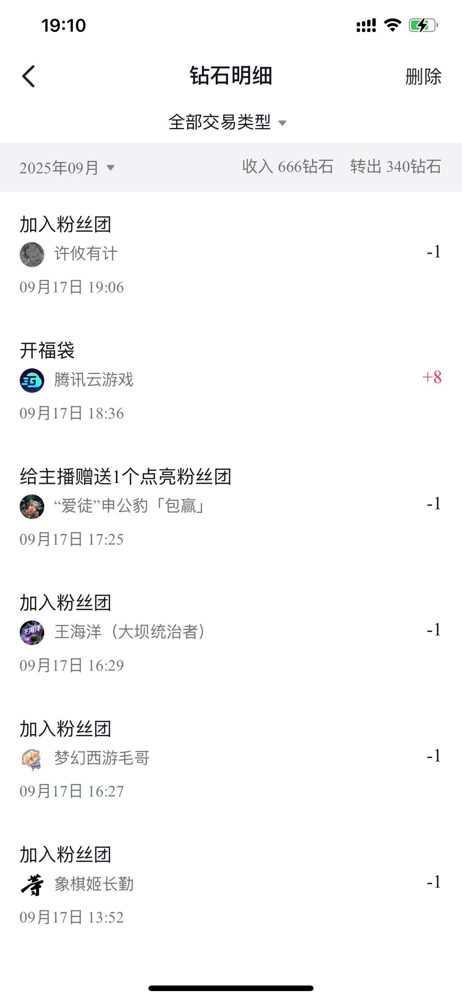 19:10
钻石明细
删除
全部交易类型
2025年09月 收入 666钻石 转出 340钻石
加入粉丝团
许攸有计
-1
09月17日 19:06
开福袋
腾讯云游戏
+8
09月17日 18:36
给主播赠送1个点亮粉丝团
“爱徒”申公豹「包赢」
-1
09月17日 17:25
加入粉丝团
王海洋
王海洋（大坝统治者）
-1
09月17日 16:29
加入粉丝团
梦幻西游毛哥
-1
09月17日 16:27
加入粉丝团
象棋姬长勤
-1
09月17日 13:52